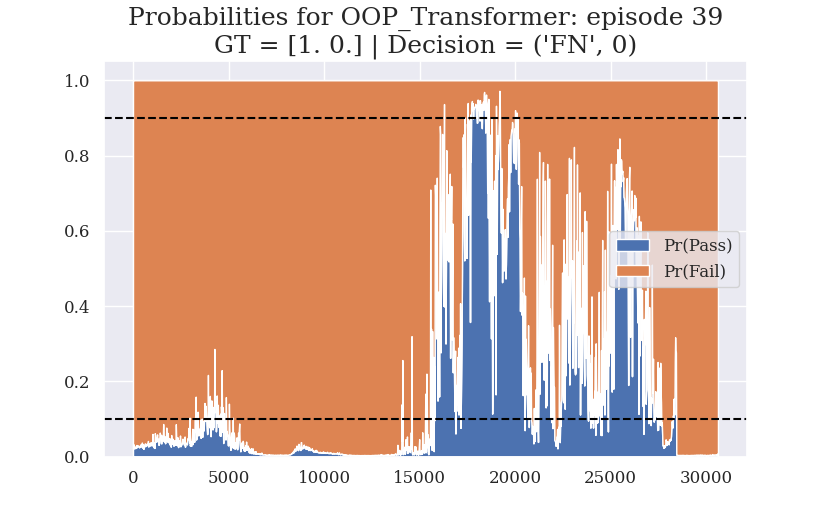 Probabilities for OOP_Transformer: episode 39
GT = [1. 0.] | Decision = ('FN', 0)
1.0
0.8
0.6
0.4
0.2
0.0
Pr(Pass)
Pr(Fail)
0 5000 10000 15000 20000 25000 30000